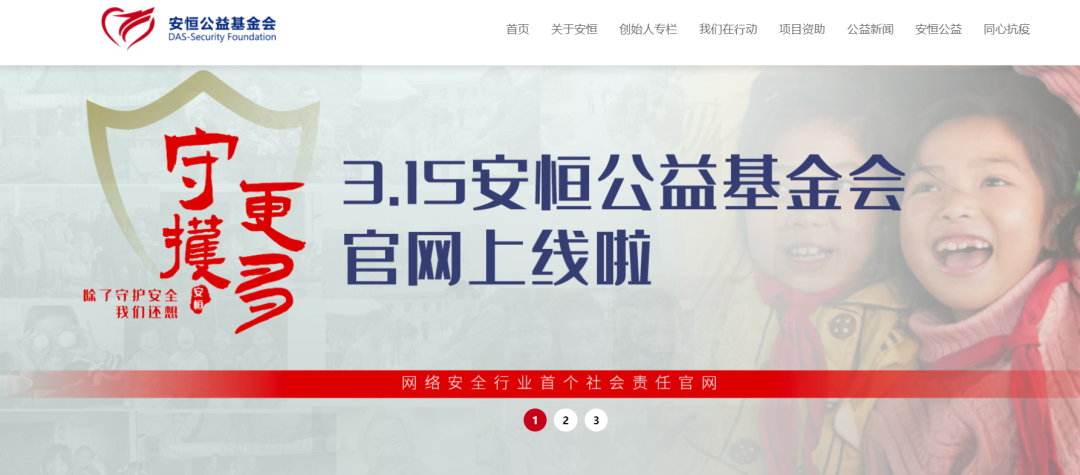 安恒公益基金会
DAS-Security Foundation
首页 关于安恒 创始人专栏 我们在行动 项目资助 公益新闻 安恒公益 同心抗疫
守獲更多
除了守护安全
我们还想
安恒
3.15安恒公益基金会
官网上线啦
网络安全行业首个社会责任官网
1 2 3